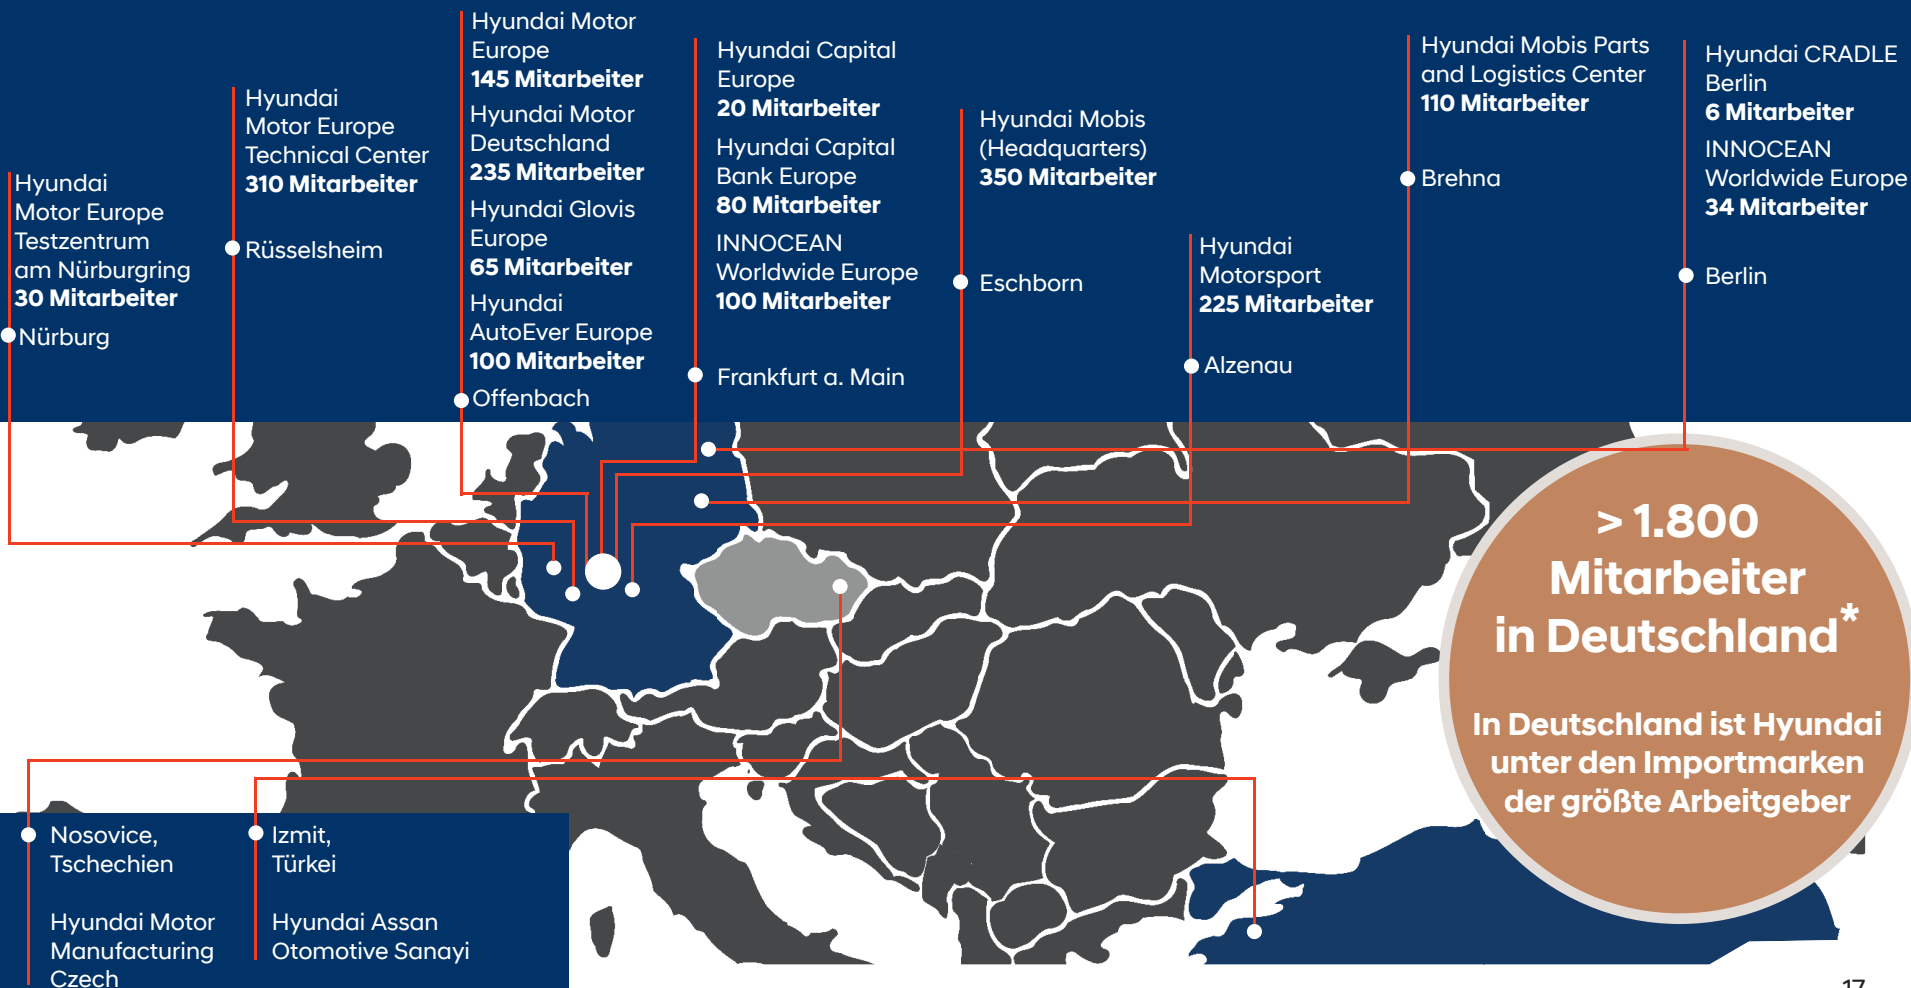 Hyundai
Motor Europe
Testzentrum
am Nürburgring
30 Mitarbeiter
Nürburg
Hyundai
Motor Europe
Technical Center
310 Mitarbeiter
Rüsselsheim
Hyundai Motor
Europe
145 Mitarbeiter
Hyundai Motor
Deutschland
235 Mitarbeiter
Hyundai Glovis
Europe
65 Mitarbeiter
Hyundai
AutoEver Europe
100 Mitarbeiter
Offenbach
Hyundai Capital
Europe
20 Mitarbeiter
Hyundai Capital
Bank Europe
80 Mitarbeiter
INNOCEAN
Worldwide Europe
100 Mitarbeiter
Frankfurt a. Main
Hyundai Mobis
(Headquarters)
350 Mitarbeiter
Eschborn
Hyundai
Motorsport
225 Mitarbeiter
Alzenau
Hyundai Mobis Parts
and Logistics Center
110 Mitarbeiter
Brehna
Hyundai CRADLE
Berlin
6 Mitarbeiter
INNOCEAN
Worldwide Europe
34 Mitarbeiter
Berlin
> 1.800
Mitarbeiter
in Deutschland*
In Deutschland ist Hyundai
unter den Importmarken
der größte Arbeitgeber
Nosovice,
Tschechien
Hyundai Motor
Manufacturing
Czech
Izmit,
Türkei
Hyundai Assan
Otomotive Sanayi
17